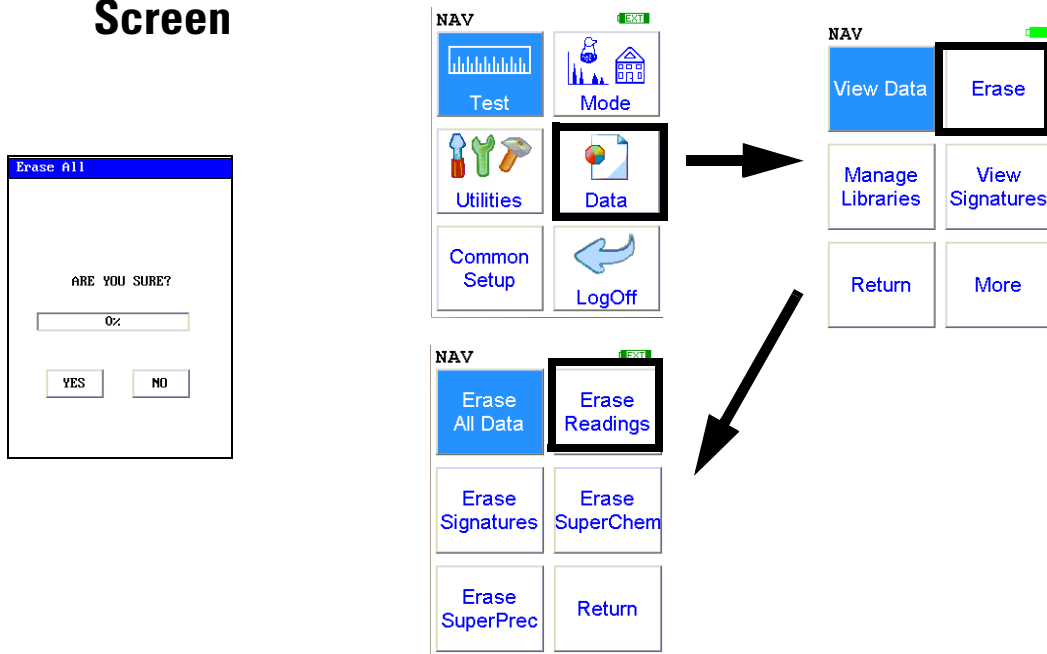 Screen
Erase All
ARE YOU SURE?
0%
YES NO
NAV EXT
Test Mode
Utilities Data
Common
Setup
LogOff
NAV
View Data Erase
Manage
Libraries
View
Signatures
Return More
NAV EXT
Erase
All Data
Erase
Readings
Erase
Signatures
Erase
SuperChem
Erase
SuperPrec
Return